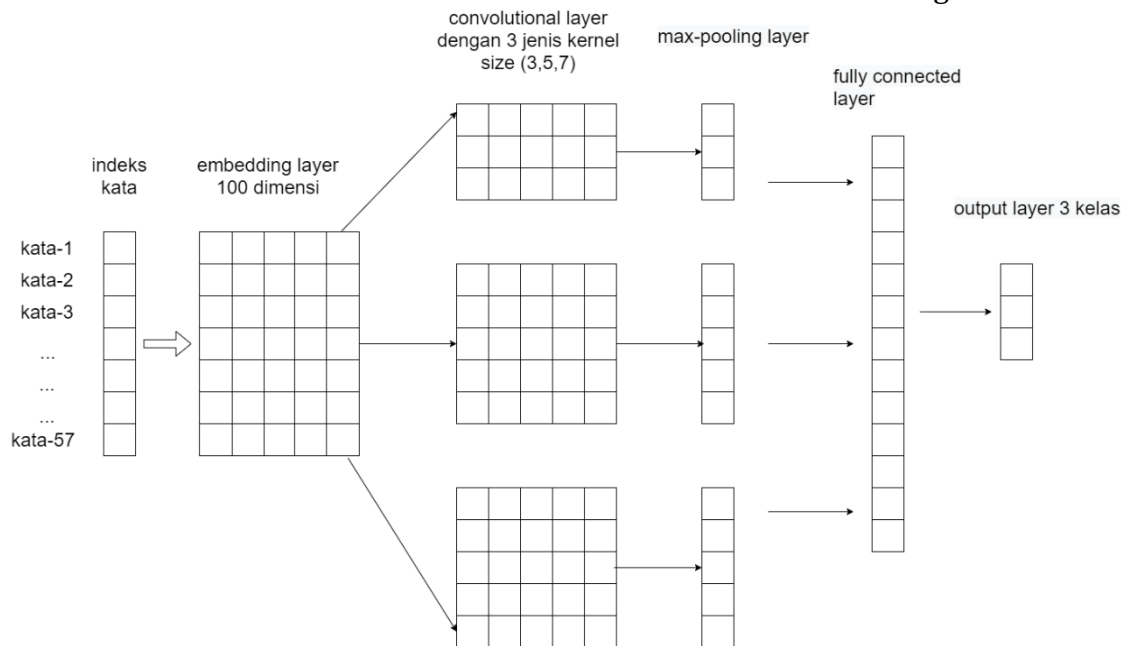 g
convolutional layer
dengan 3 jenis kernel
size (3,5,7)
max-pooling layer
fully connected
layer
indeks
kata
embedding layer
100 dimensi
output layer 3 kelas
kata-1
kata-2
kata-3
...
...
...
kata-57